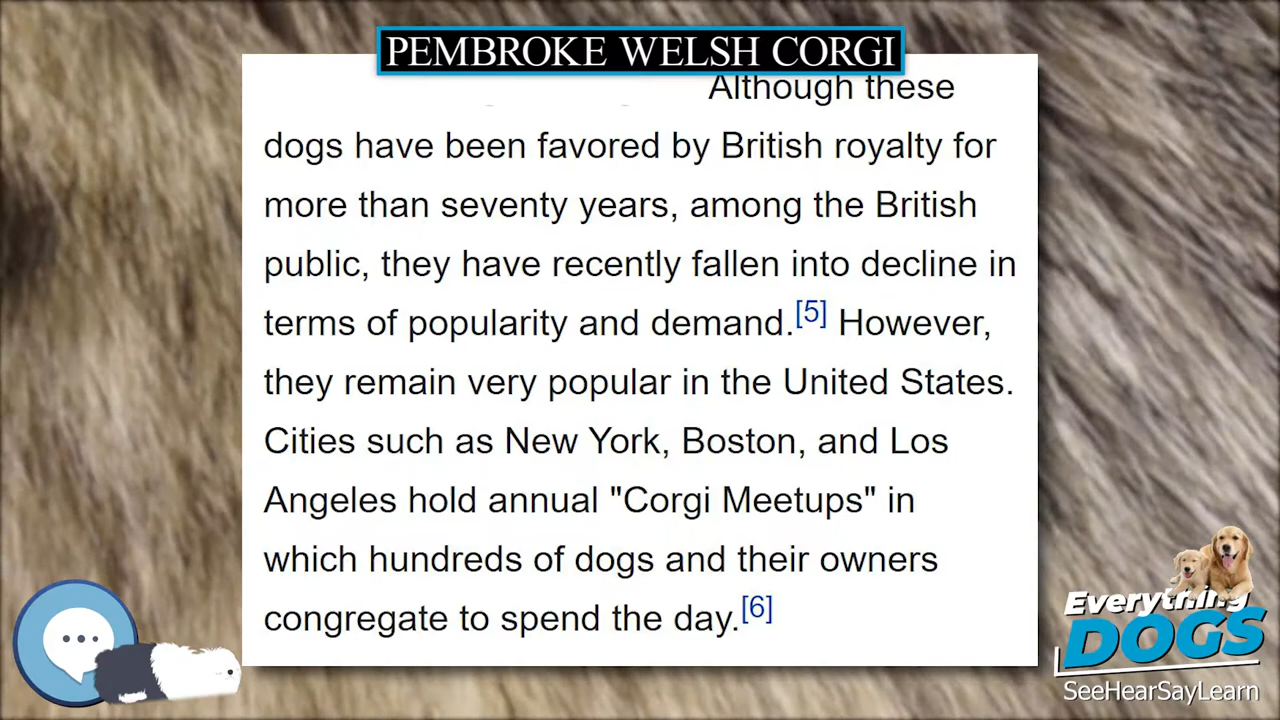 PEMBROKE WELSH CORGI
Although these
dogs have been favored by British royalty for
more than seventy years, among the British
public, they have recently fallen into decline in
terms of popularity and demand.[5] However,
they remain very popular in the United States.
Cities such as New York, Boston, and Los
Angeles hold annual "Corgi Meetups" in
which hundreds of dogs and their owners
congregate to spend the day.[6]
Everything
DOGS
SeeHearSayLearn